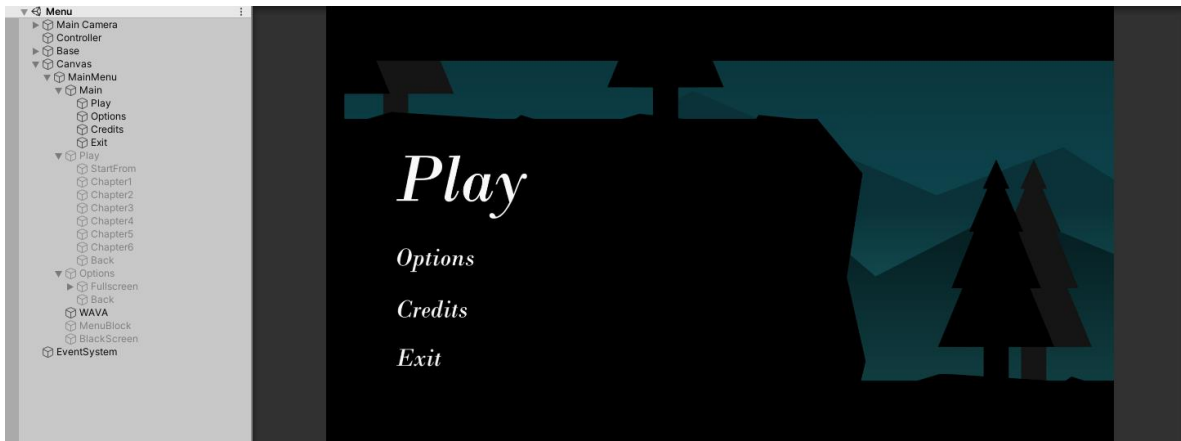 Menu
Main Camera
Controller
Base
Canvas
MainMenu
Main
Play
Options
Credits
Exit
Play
StartFrom
Chapter1
Chapter2
Chapter3
Chapter4
Chapter5
Chapter6
Back
Options
Fullscreen
Back
WAVA
MenuBlock
BlackScreen
EventSystem
Play
Options
Credits
Exit